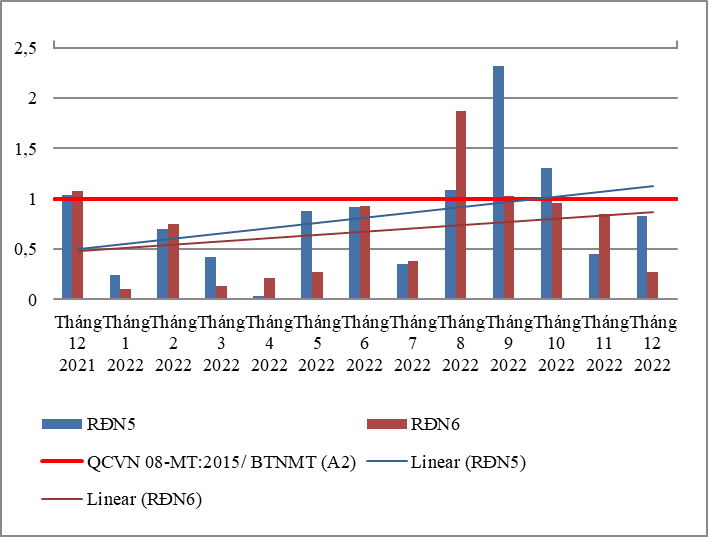 2,5
2
1,5
1
0,5
0
Tháng Tháng Tháng Tháng Tháng Tháng Tháng Tháng Tháng Tháng Tháng Tháng Tháng
12 1 2 3 4 5 6 7 8 9 10 11 12
2021 2022 2022 2022 2022 2022 2022 2022 2022 2022 2022 2022 2022
RĐN5 RĐN6
QCVN 08-MT:2015/ BTNMT (A2) Linear (RĐN5)
Linear (RĐN6)